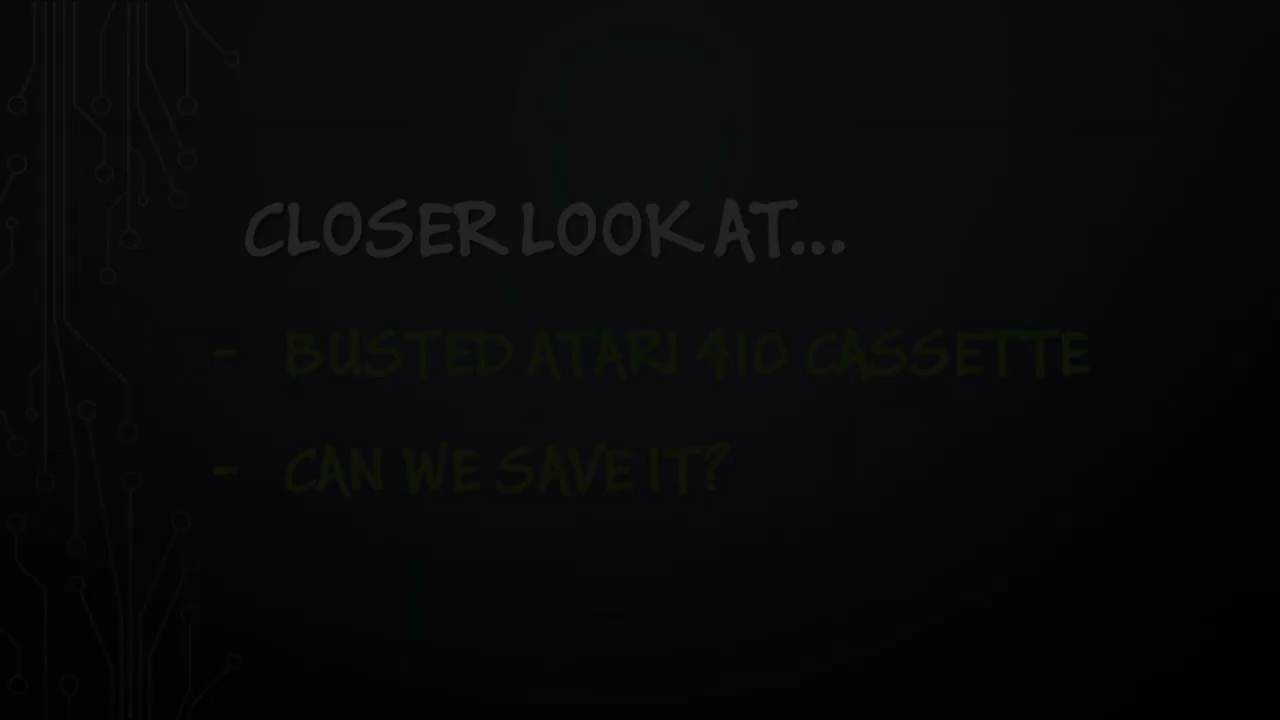 CLOSER LOOK AT...
- BUSTED ATARI 410 CASSETTE
- CAN WE SAVE IT?